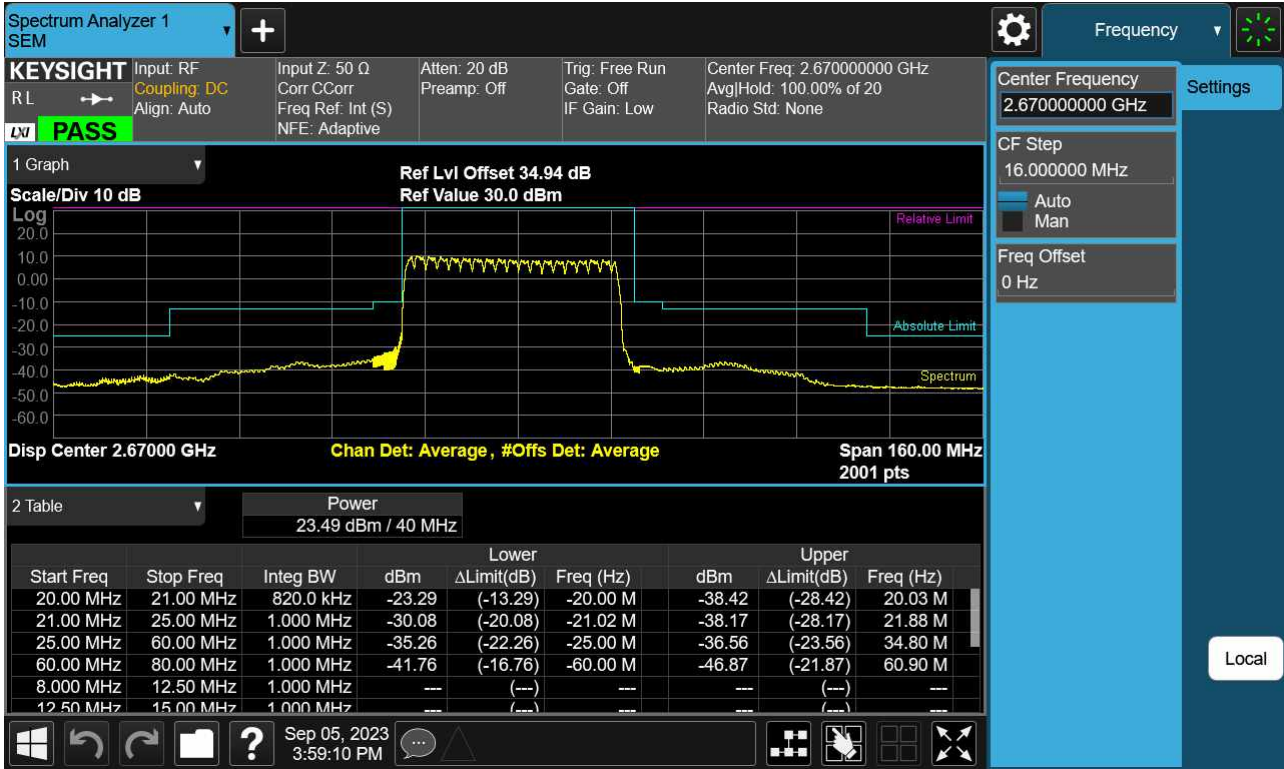 Spectrum Analyzer 1
SEM
Frequency
KEYSIGHT
R L
LXI
PASS
Input: RF
Coupling: DC
Align: Auto
Input Z: 50 Ω
Corr CCorr
Freq Ref: Int (S)
NFE: Adaptive
Atten: 20 dB
Preamp: Off
Trig: Free Run
Gate: Off
IF Gain: Low
Center Freq: 2.670000000 GHz
Avg|Hold: 100.00% of 20
Radio Std: None
Center Frequency
2.670000000 GHz
Settings
CF Step
16.000000 MHz
Auto
Man
Freq Offset
0 Hz
Local
1 Graph
Ref Lvl Offset 34.94 dB
Scale/Div 10 dB
Ref Value 30.0 dBm
Log
20.0
10.0
0.00
-10.0
-20.0
-30.0
-40.0
-50.0
-60.0
Relative Limit
Absolute Limit
Spectrum
Disp Center 2.67000 GHz
Chan Det: Average , #Offs Det: Average
Span 160.00 MHz
2001 pts
2 Table
Power
23.49 dBm / 40 MHz
Lower Upper
Start Freq Stop Freq Integ BW dBm ΔLimit(dB) Freq (Hz) dBm ΔLimit(dB) Freq (Hz)
20.00 MHz 21.00 MHz 820.0 kHz -23.29 (-13.29) -20.00 M -38.42 (-28.42) 20.03 M
21.00 MHz 25.00 MHz 1.000 MHz -30.08 (-20.08) -21.02 M -38.17 (-28.17) 21.88 M
25.00 MHz 60.00 MHz 1.000 MHz -35.26 (-22.26) -25.00 M -36.56 (-23.56) 34.80 M
60.00 MHz 80.00 MHz 1.000 MHz -41.76 (-16.76) -60.00 M -46.87 (-21.87) 60.90 M
8.000 MHz 12.50 MHz 1.000 MHz --- (---) --- --- (---) ---
12.50 MHz 15.00 MHz 1.000 MHz --- (---) --- --- (---) ---
Sep 05, 2023
3:59:10 PM